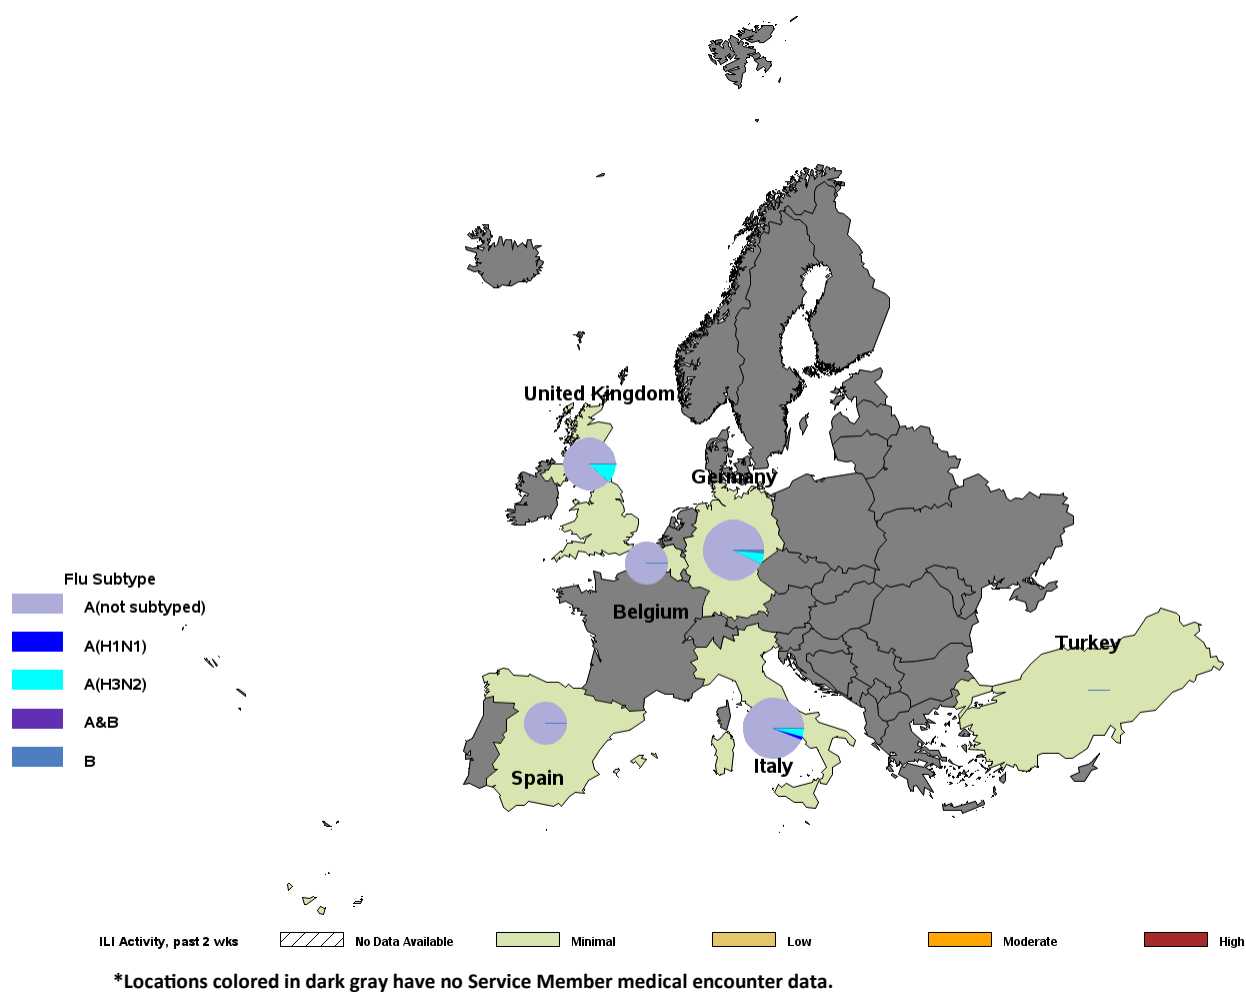 United Kingdom
Germany
Belgium
Turkey
Spain
Italy
Flu Subtype
A(not subtyped)
A(H1N1)
A(H3N2)
A&B
B
ILI Activity, past 2 wks
No Data Available
Minimal
Low
Moderate
High
*Locations colored in dark gray have no Service Member medical encounter data.